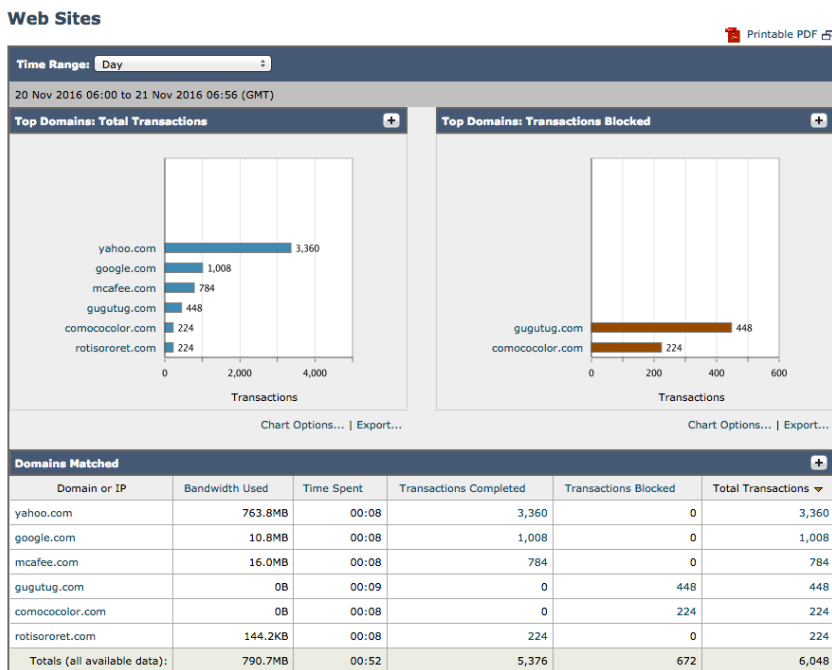 Web Sites
Printable PDF
Time Range: Day
20 Nov 2016 06:00 to 21 Nov 2016 06:56 (GMT)
Top Domains: Total Transactions +
yahoo.com 3,360
google.com 1,008
mcafee.com 784
gugutug.com 448
comococolor.com 224
rotisororet.com 224
0 2,000 4,000
Transactions
Chart Options... | Export...
Top Domains: Transactions Blocked +
gugutug.com 448
comococolor.com 224
0 200 400 600
Transactions
Chart Options... | Export...
Domains Matched +
Domain or IP Bandwidth Used Time Spent Transactions Completed Transactions Blocked Total Transactions
yahoo.com 763.8MB 00:08 3,360 0 3,360
google.com 10.8MB 00:08 1,008 0 1,008
mcafee.com 16.0MB 00:08 784 0 784
gugutug.com 0B 00:09 0 448 448
comococolor.com 0B 00:08 0 224 224
rotisororet.com 144.2KB 00:08 224 0 224
Totals (all available data): 790.7MB 00:52 5,376 672 6,048